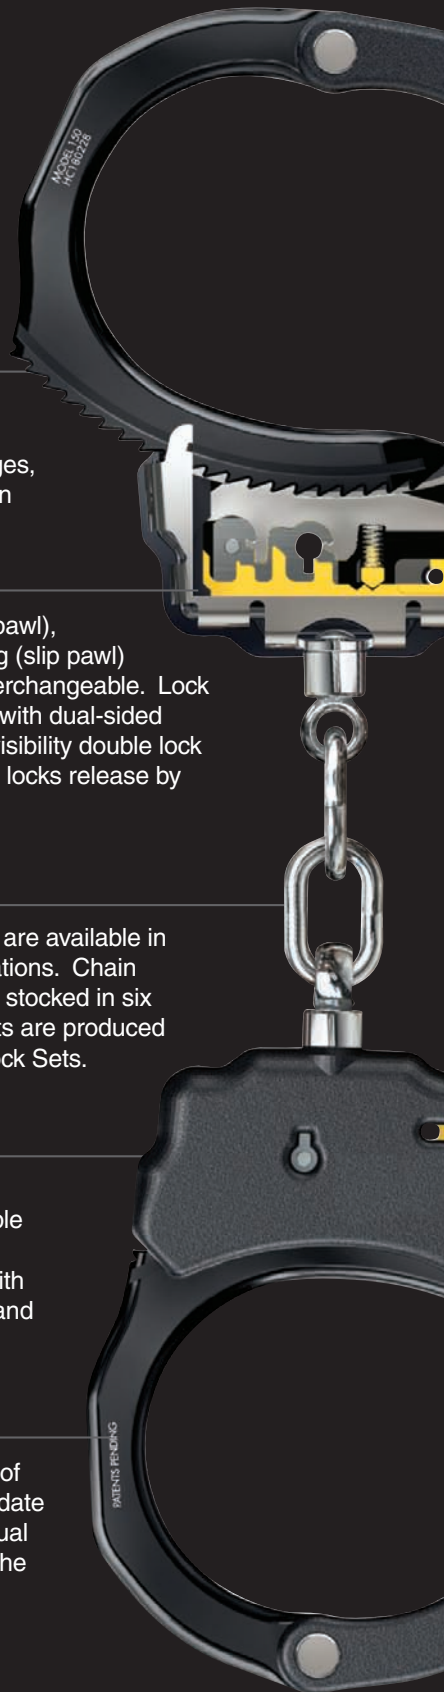 MODEL 150
HC180228
ges,
n
pawl),
g (slip pawl)
erchangeable. Lock
with dual-sided
isibility double lock
locks release by
are available in
ations. Chain
stocked in six
ts are produced
ock Sets.
ble
ith
and
PATENTS PENDING
of
date
ual
he